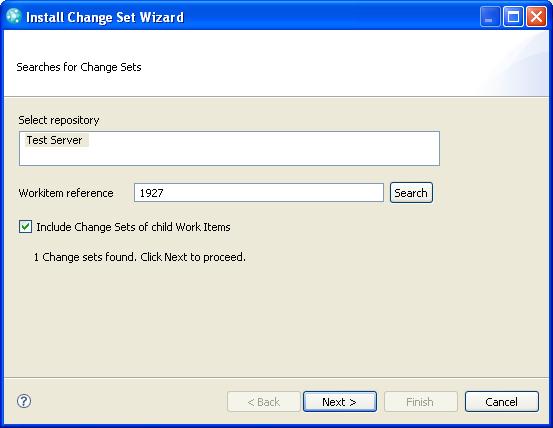 Install Change Set Wizard
Searches for Change Sets
Select repository
Test Server
Workitem reference 1927 Search
Include Change Sets of child Work Items
1 Change sets found. Click Next to proceed.
? < Back Next > Finish Cancel